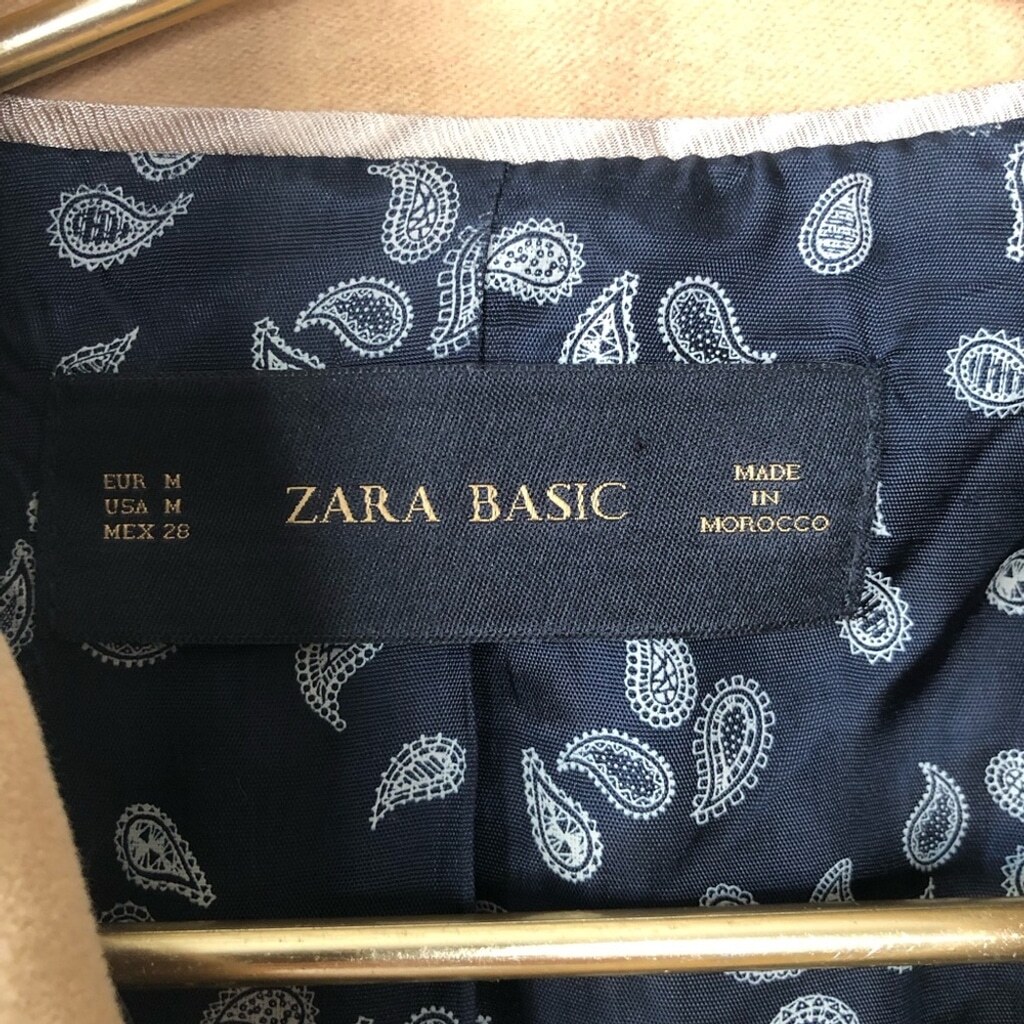 EUR M
USA M
MEX 28
ZARA BASIC
MADE
IN
MOROCCO